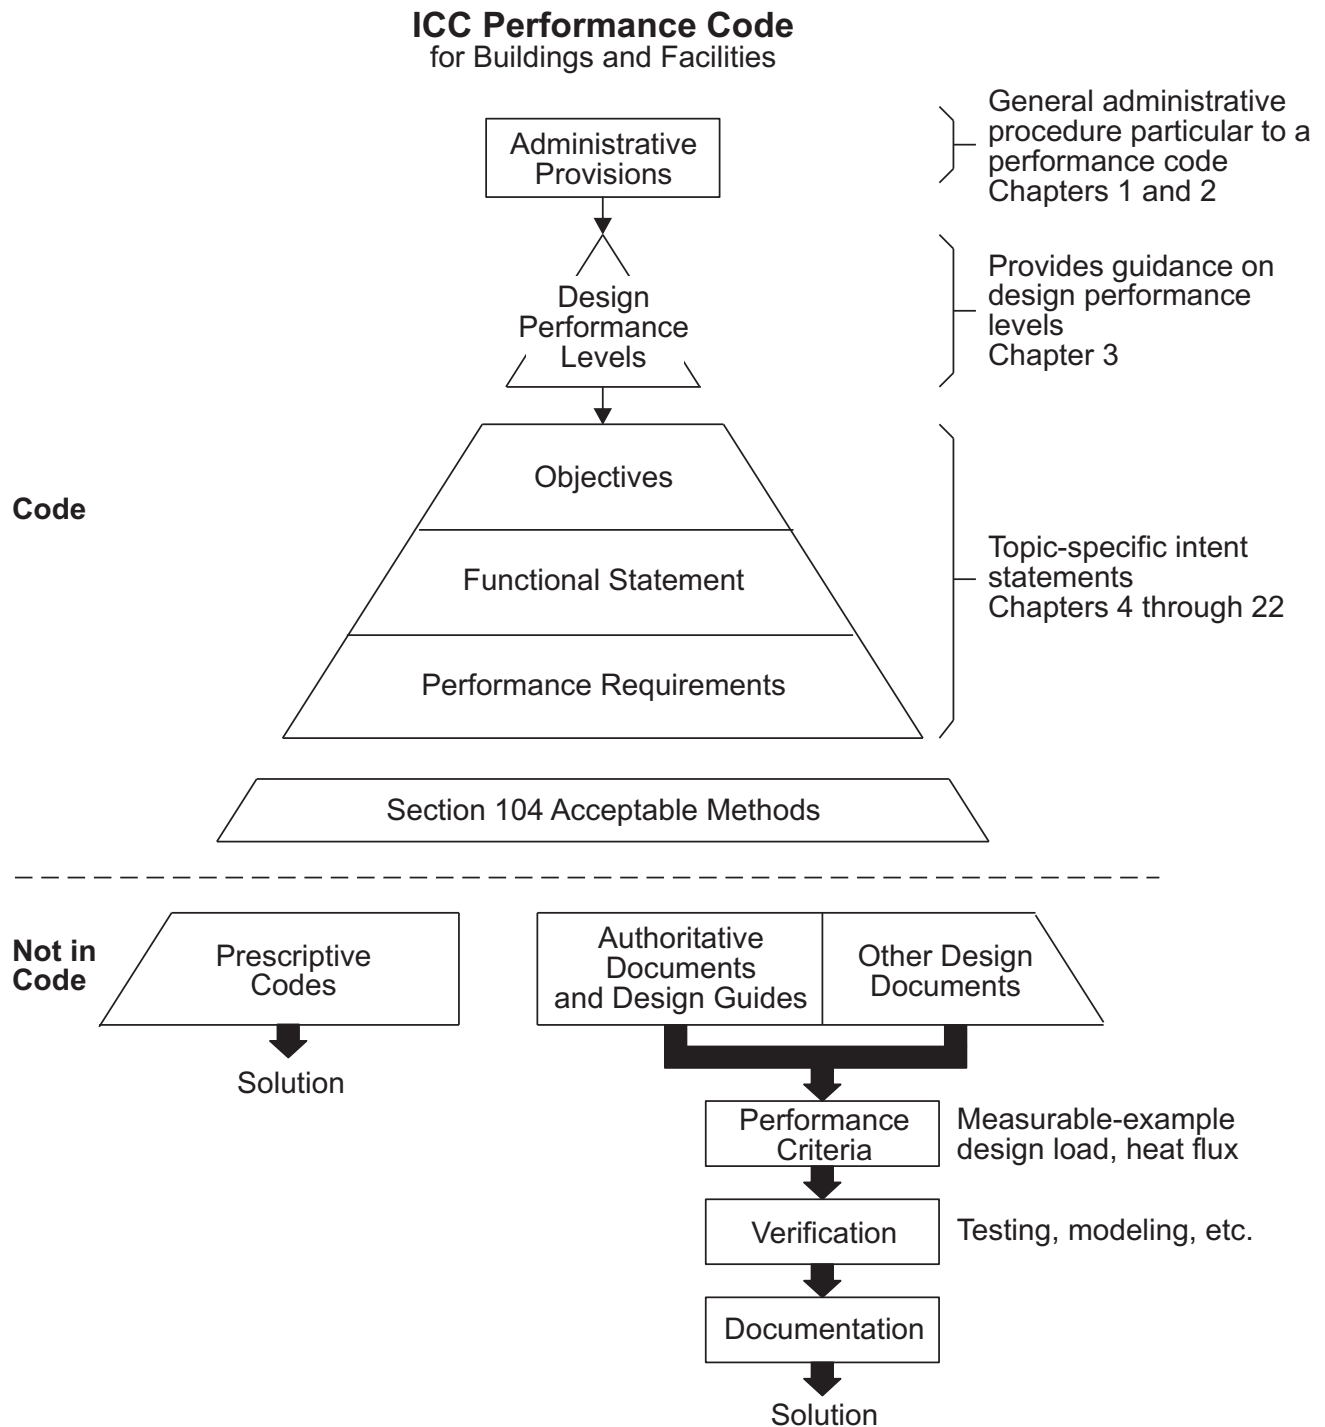 ICC Performance Code
for Buildings and Facilities
Administrative
Provisions
General administrative
procedure particular to a
performance code
Chapters 1 and 2
Design
Performance
Levels
Provides guidance on
design performance
levels
Chapter 3
Code
Objectives
Functional Statement
Performance Requirements
Topic-specific intent
statements
Chapters 4 through 22
Section 104 Acceptable Methods
Not in
Code
Prescriptive
Codes
Solution
Authoritative
Documents
and Design Guides
Other Design
Documents
Performance
Criteria
Measurable-example
design load, heat flux
Verification
Testing, modeling, etc.
Documentation
Solution